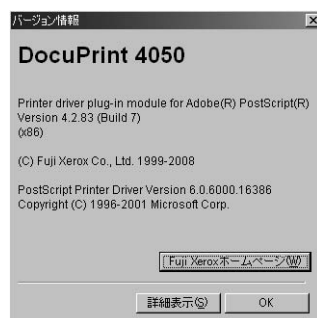 バージョン情報
DocuPrint 4050
Printer driver plug-in module for Adobe(R) PostScript(R)
Version 4.2.83 (Build 7)
(x86)
(C) Fuji Xerox Co., Ltd. 1999-2008
PostScript Printer Driver Version 6.0.6000.16386
Copyright (C) 1996-2001 Microsoft Corp.
Fuji Xeroxホームページ(W)
詳細表示(S)
OK